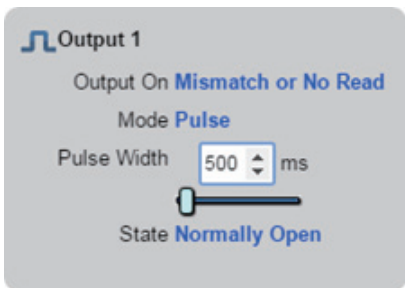 Output 1
Output On Mismatch or No Read
Mode Pulse
Pulse Width 500 ms
State Normally Open